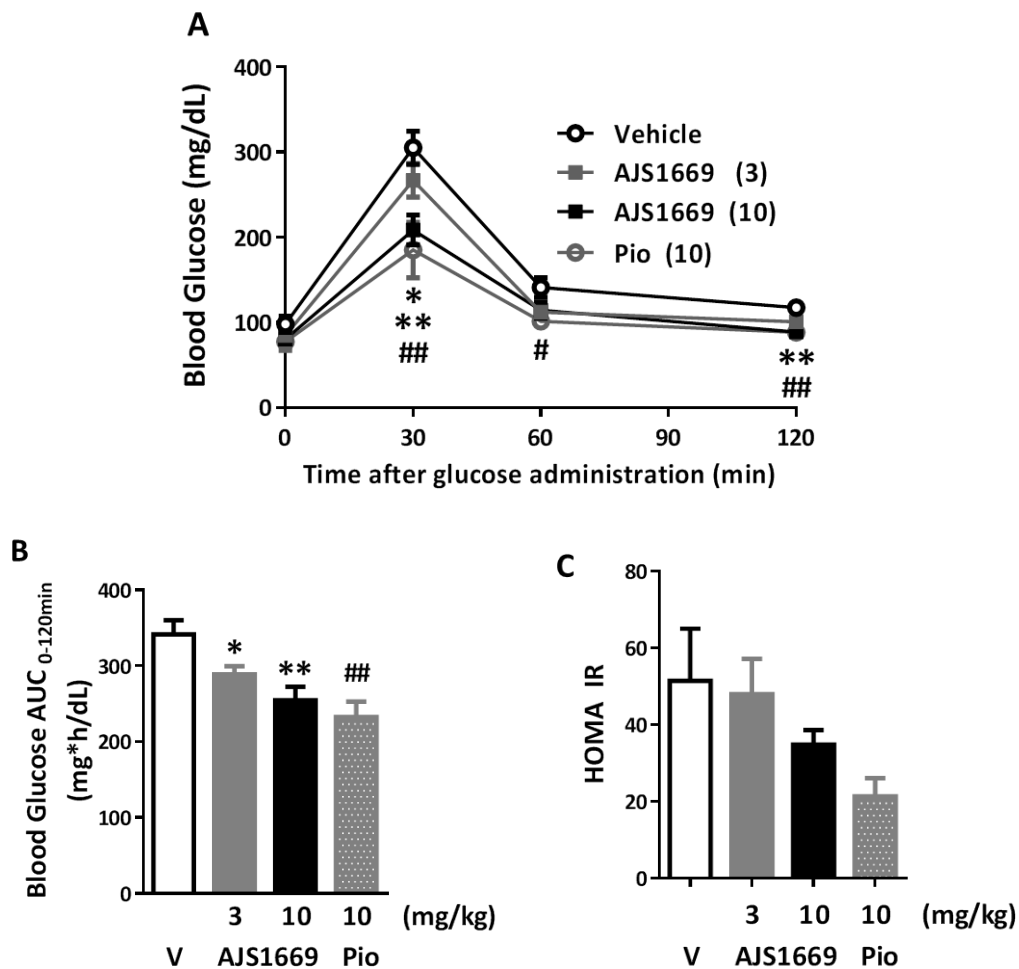 A
Blood Glucose (mg/dL)
400
300
200
100
0
Vehicle
AJS1669 (3)
AJS1669 (10)
Pio (10)
*
**
##
#
**
##
0 30 60 90 120
Time after glucose administration (min)
B
Blood Glucose AUC0-120min
(mg*h/dL)
400
300
200
100
0
*
**
##
3 10 10 (mg/kg)
V AJS1669 Pio
C
HOMA IR
80
60
40
20
0
3 10 10 (mg/kg)
V AJS1669 Pio